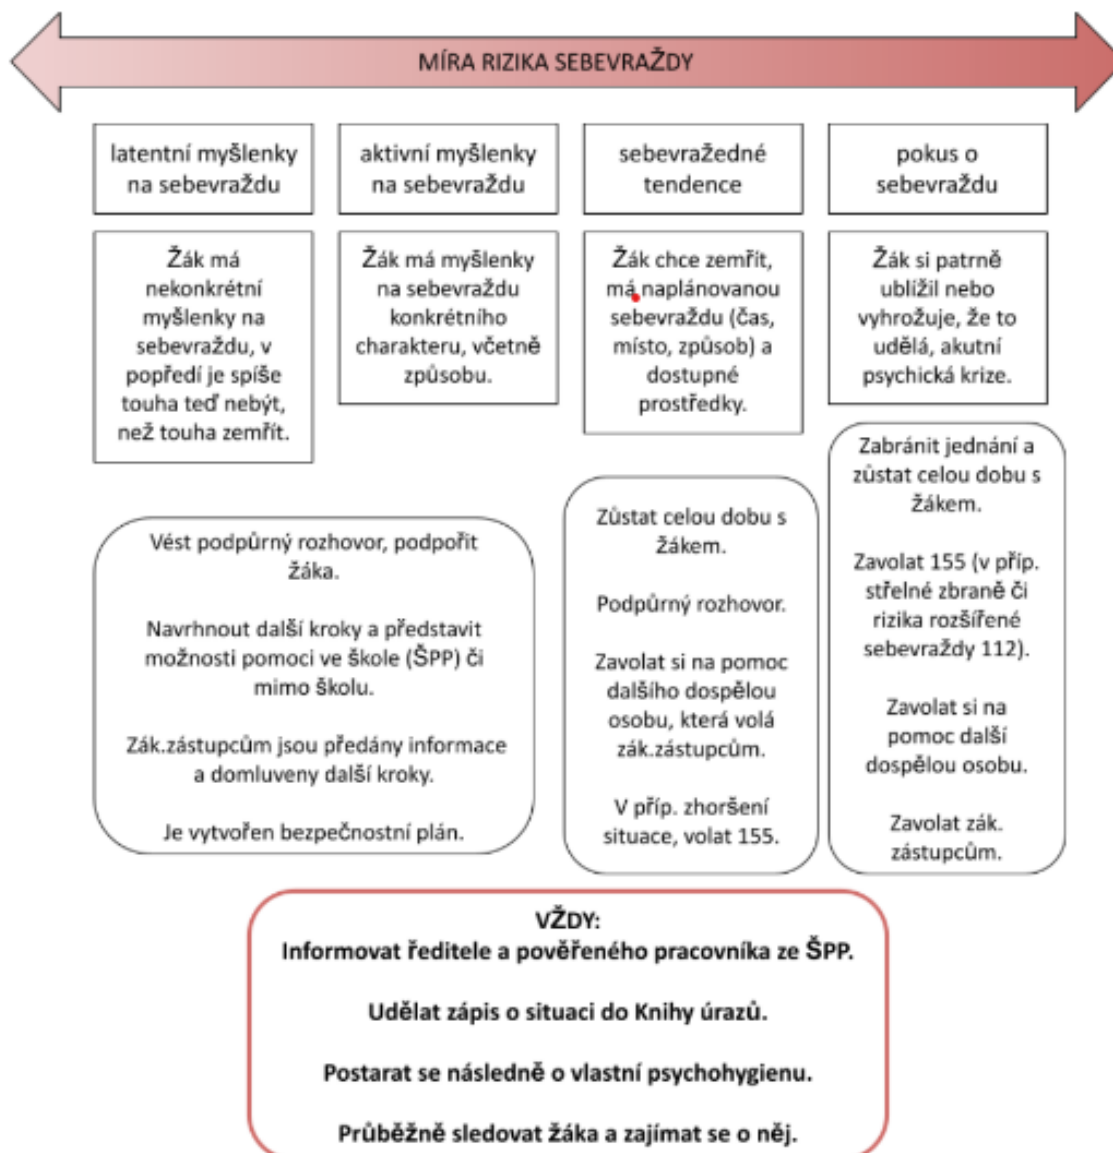 MÍRA RIZIKA SEBEVRAŽDY
latentní myšlenky
na sebevraždu
aktivní myšlenky
na sebevraždu
sebevražedné
tendence
pokus o
sebevraždu
Žák má
nekonkrétní
myšlenky na
sebevraždu, v
popředí je spíše
touha teď nebýt,
než touha zemřít.
Žák má myšlenky
na sebevraždu
konkrétního
charakteru, včetně
způsobu.
Žák chce zemřít,
má naplánovanou
sebevraždu (čas,
místo, způsob) a
dostupné
prostředky.
Žák si patrně
ublížil nebo
vyhrožuje, že to
udělá, akutní
psychická krize.
Vést podpůrný rozhovor, podpořit
žáka.
Navrhnout další kroky a představit
možnosti pomoci ve škole (ŠPP) či
mimo školu.
Zák.zástupcům jsou předány informace
a domluveny další kroky.
Je vytvořen bezpečnostní plán.
Zůstat celou dobu s
žákem.
Podpůrný rozhovor.
Zavolat si na pomoc
dalšího dospělou
osobu, která volá
zák.zástupcům.
V příp. zhoršení
situace, volat 155.
Zabránit jednání a
zůstat celou dobu s
žákem.
Zavolat 155 (v příp.
střelné zbraně či
rizika rozšířené
sebevraždy 112).
Zavolat si na
pomoc další
dospělou osobu.
Zavolat zák.
zástupcům.
VŽDY:
Informovat ředitele a pověřeného pracovníka ze ŠPP.
Udělat zápis o situaci do Knihy úrazů.
Postarat se následně o vlastní psychohygienu.
Průběžně sledovat žáka a zajímat se o něj.